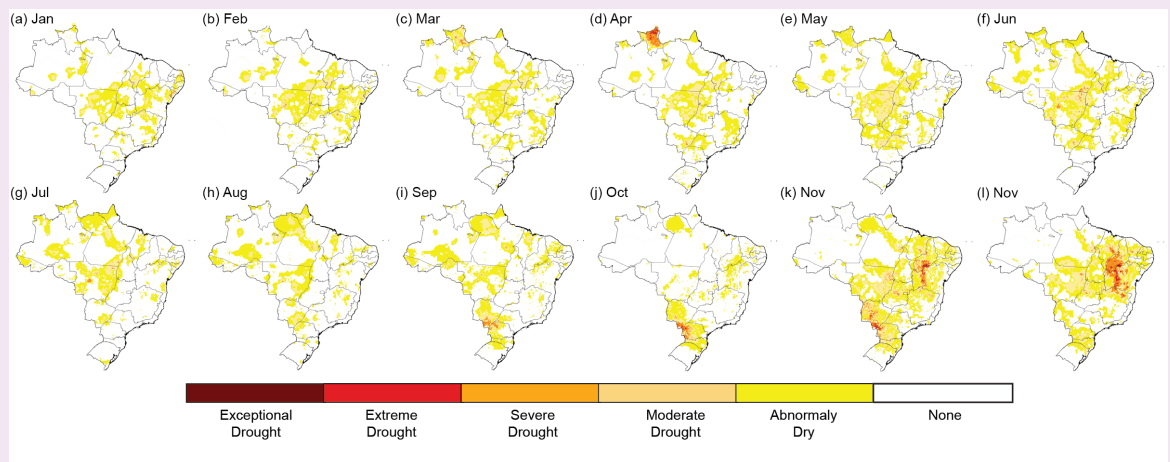 (a) Jan
(b) Feb
(c) Mar
(d) Apr
(e) May
(f) Jun
(g) Jul
(h) Aug
(i) Sep
(j) Oct
(k) Nov
(l) Nov
Exceptional
Drought
Extreme
Drought
Severe
Drought
Moderate
Drought
Abnormaly
Dry
None